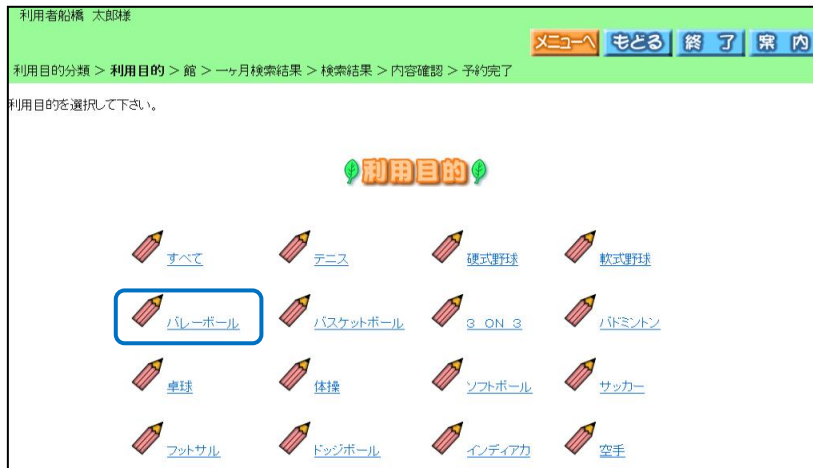 利用者船橋 太郎様
メニューへ もどる 終 了 案 内
利用目的分類 > 利用目的 > 館 > 一ヶ月検索結果 > 検索結果 > 内容確認 > 予約完了
利用目的を選択して下さい。
利用目的
すべて テニス 硬式野球 軟式野球
バレーボール バスケットボール 3 ON 3 バドミントン
卓球 体操 ソフトボール サッカー
フットサル ドッジボール インディアカ 空手